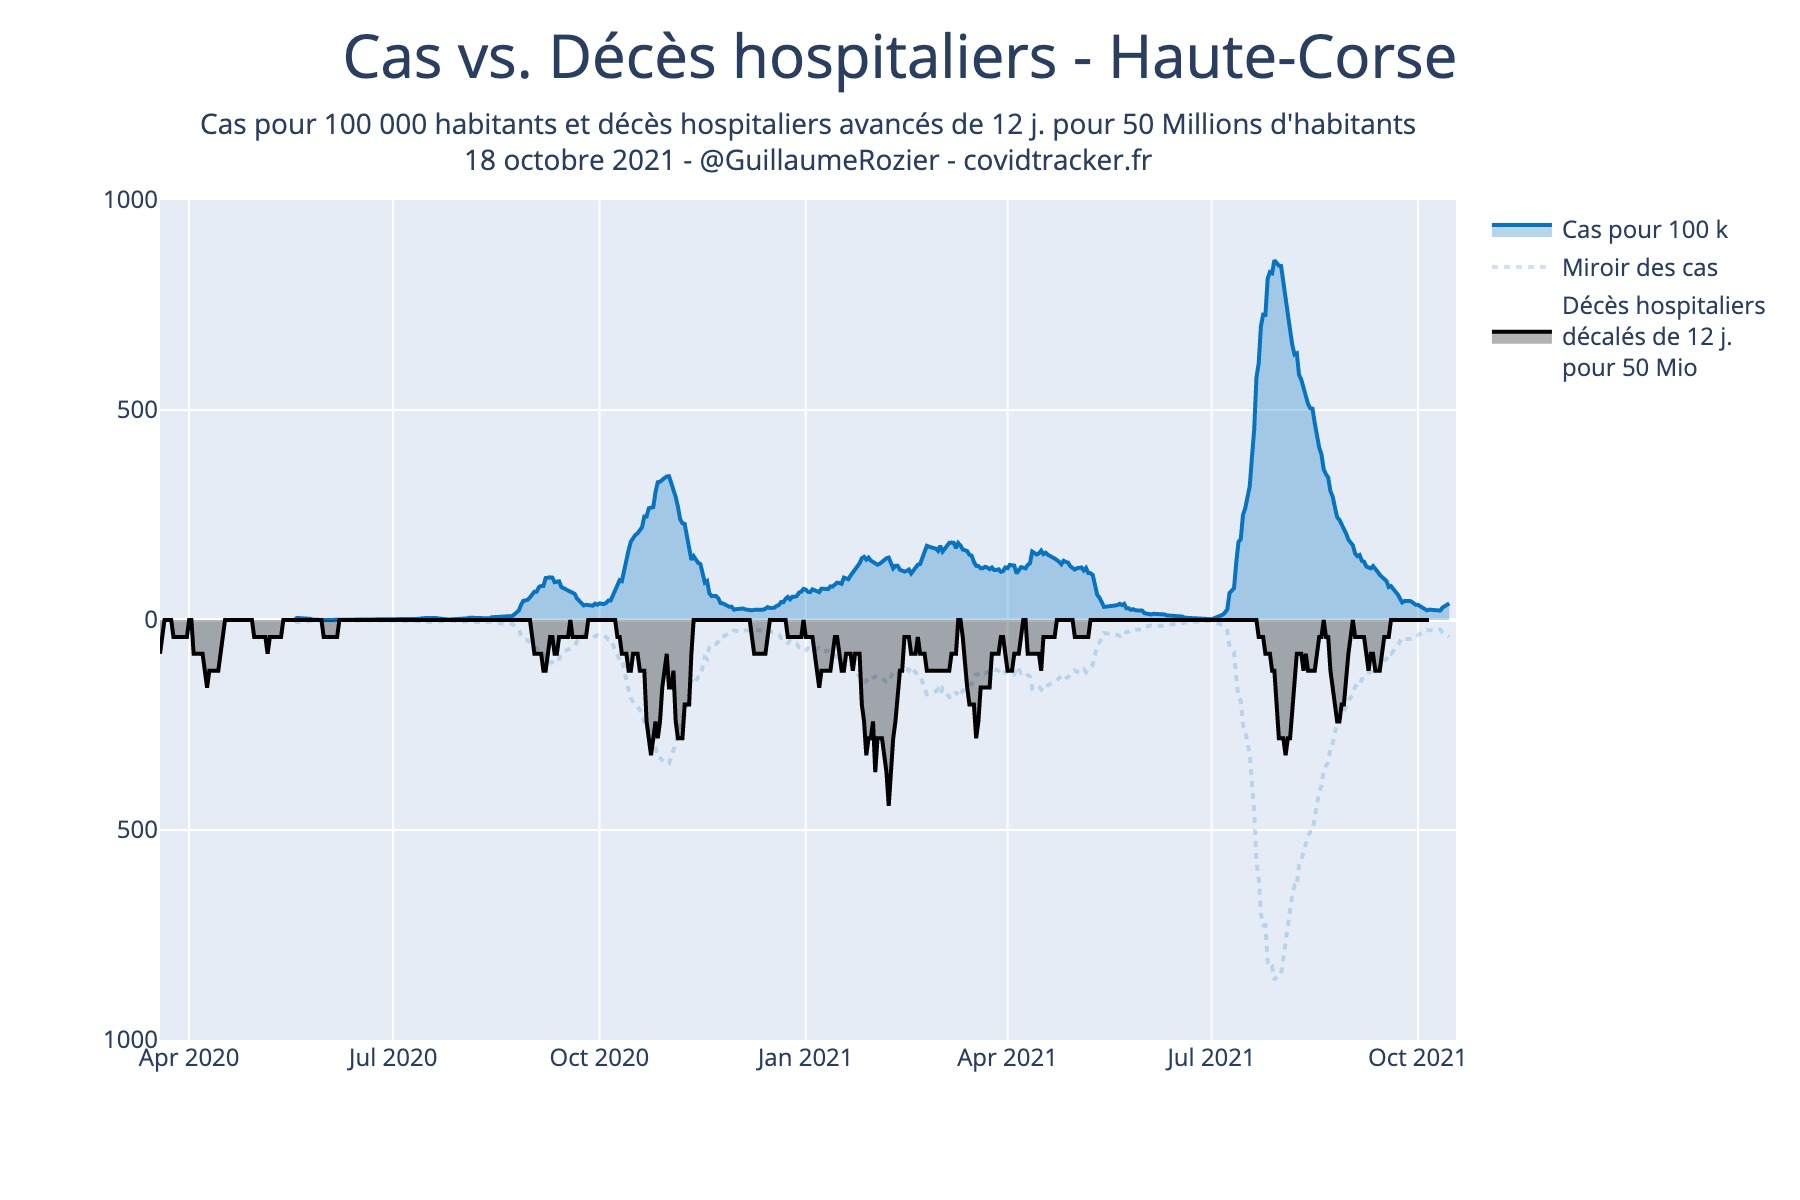 Cas vs. Décès hospitaliers - Haute-Corse
Cas pour 100 000 habitants et décès hospitaliers avancés de 12 j. pour 50 Millions d'habitants
18 octobre 2021 - @GuillaumeRozier - covidtracker.fr
1000
500
0
500
1000
Apr 2020
Jul 2020
Oct 2020
Jan 2021
Apr 2021
Jul 2021
Oct 2021
Cas pour 100 k
Miroir des cas
Décès hospitaliers
décalés de 12 j.
pour 50 Mio